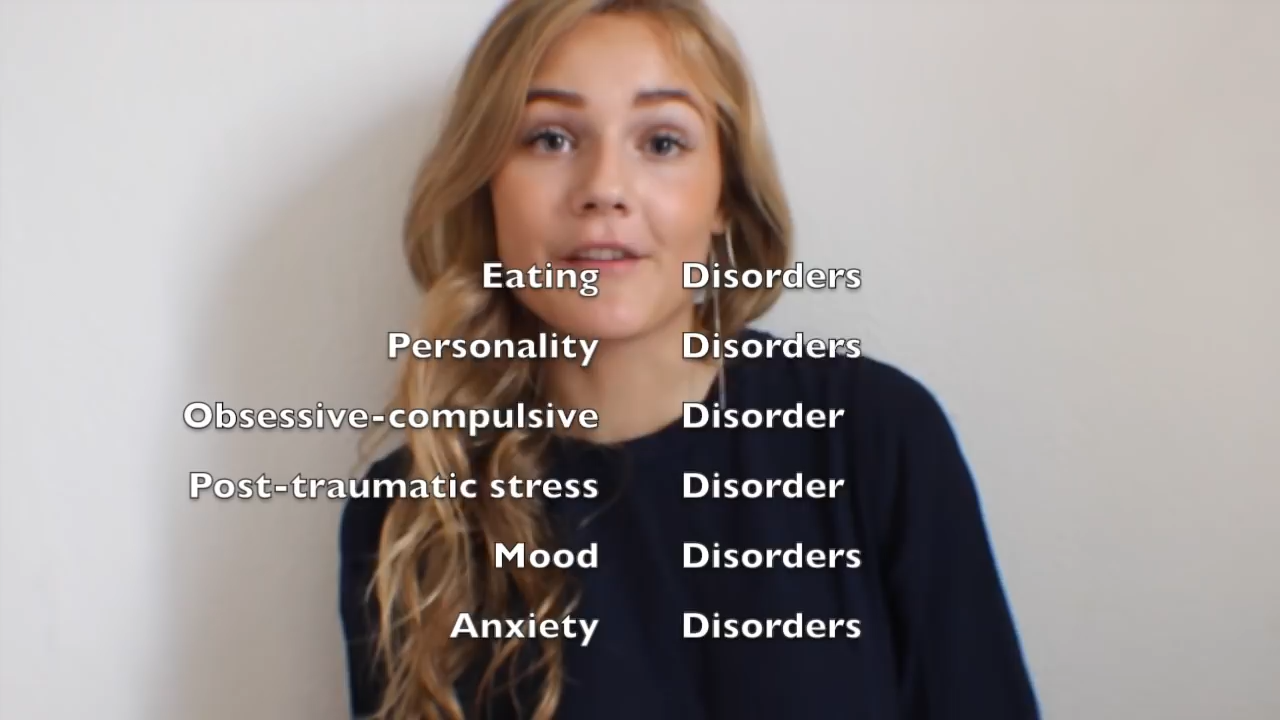 Eating Disorders
Personality Disorders
Obsessive-compulsive Disorder
Post-traumatic stress Disorder
Mood Disorders
Anxiety Disorders